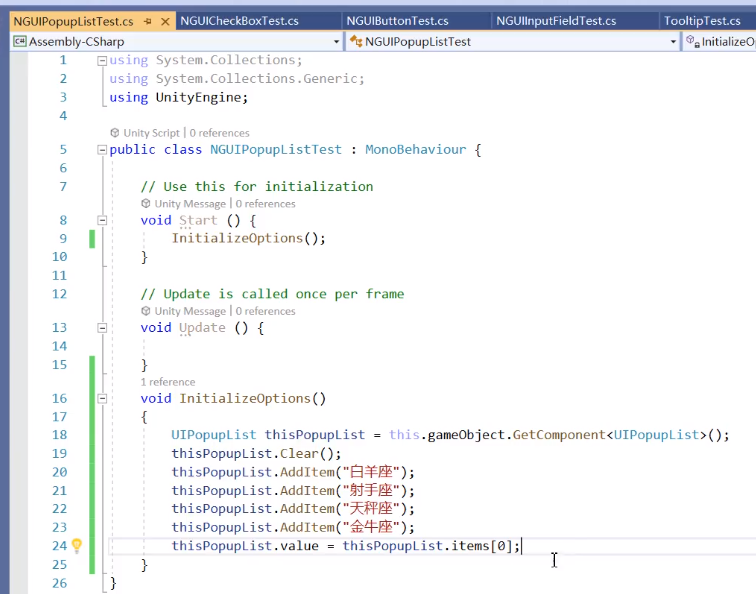 NGUIPopupListTest.cs NGUICheckBoxTest.cs NGUIButtonTest.cs NGUIInputFieldTest.cs TooltipTest.cs
C# Assembly-CSharp NGUIPopupListTest InitializeO
1 using System.Collections;
2 using System.Collections.Generic;
3 using UnityEngine;
4
Unity Script | 0 references
5 public class NGUIPopupListTest : MonoBehaviour {
6
7 // Use this for initialization
Unity Message | 0 references
8 void Start () {
9 InitializeOptions();
10 }
11
12 // Update is called once per frame
Unity Message | 0 references
13 void Update () {
14
15 }
1 reference
16 void InitializeOptions()
17 {
18 UIPopupList thisPopupList = this.gameObject.GetComponent<UIPopupList>();
19 thisPopupList.Clear();
20 thisPopupList.AddItem("白羊座");
21 thisPopupList.AddItem("射手座");
22 thisPopupList.AddItem("天秤座");
23 thisPopupList.AddItem("金牛座");
24 thisPopupList.value = thisPopupList.items[0];
25 }
26 }